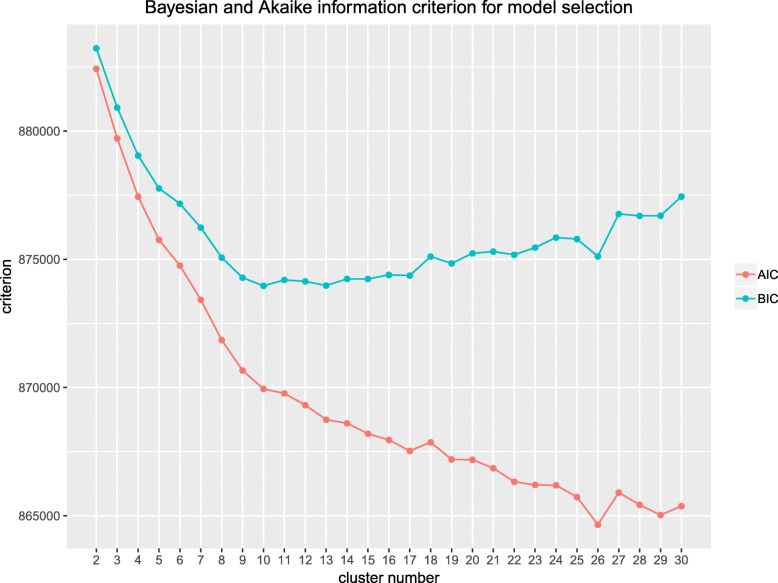 Bayesian and Akaike information criterion for model selection
880000
875000
870000
865000
criterion
2 3 4 5 6 7 8 9 10 11 12 13 14 15 16 17 18 19 20 21 22 23 24 25 26 27 28 29 30
cluster number
AIC
BIC